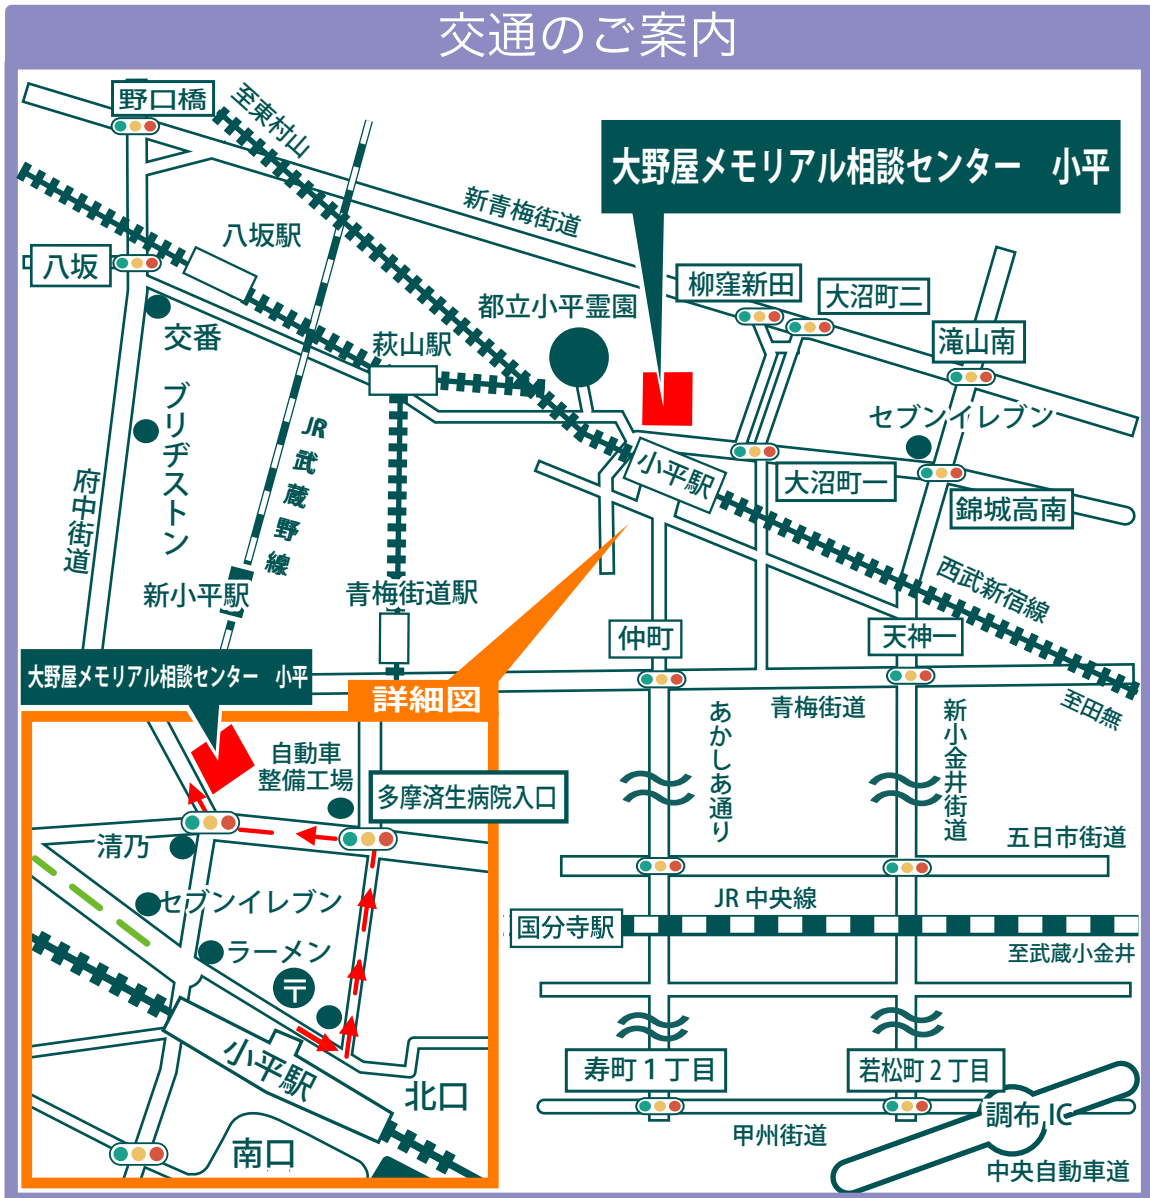 交通のご案内
野口橋
至東村山
大野屋メモリアル相談センター　小平
新青梅街道
八坂駅
八坂
柳窪新田
大沼町二
都立小平霊園
滝山南
交番
萩山駅
セブンイレブン
ブリヂストン
JR武蔵野線
小平駅
大沼町一
錦城高南
府中街道
新小平駅
青梅街道駅
西武新宿線
仲町
天神一
大野屋メモリアル相談センター　小平
詳細図
青梅街道
至田無
あかしあ通り
新小金井街道
自動車
整備工場
多摩済生病院入口
清乃
五日市街道
セブンイレブン
JR 中央線
国分寺駅
ラーメン
至武蔵小金井
〒
小平駅
北口
寿町 1 丁目
若松町 2 丁目
調布 IC
甲州街道
南口
中央自動車道